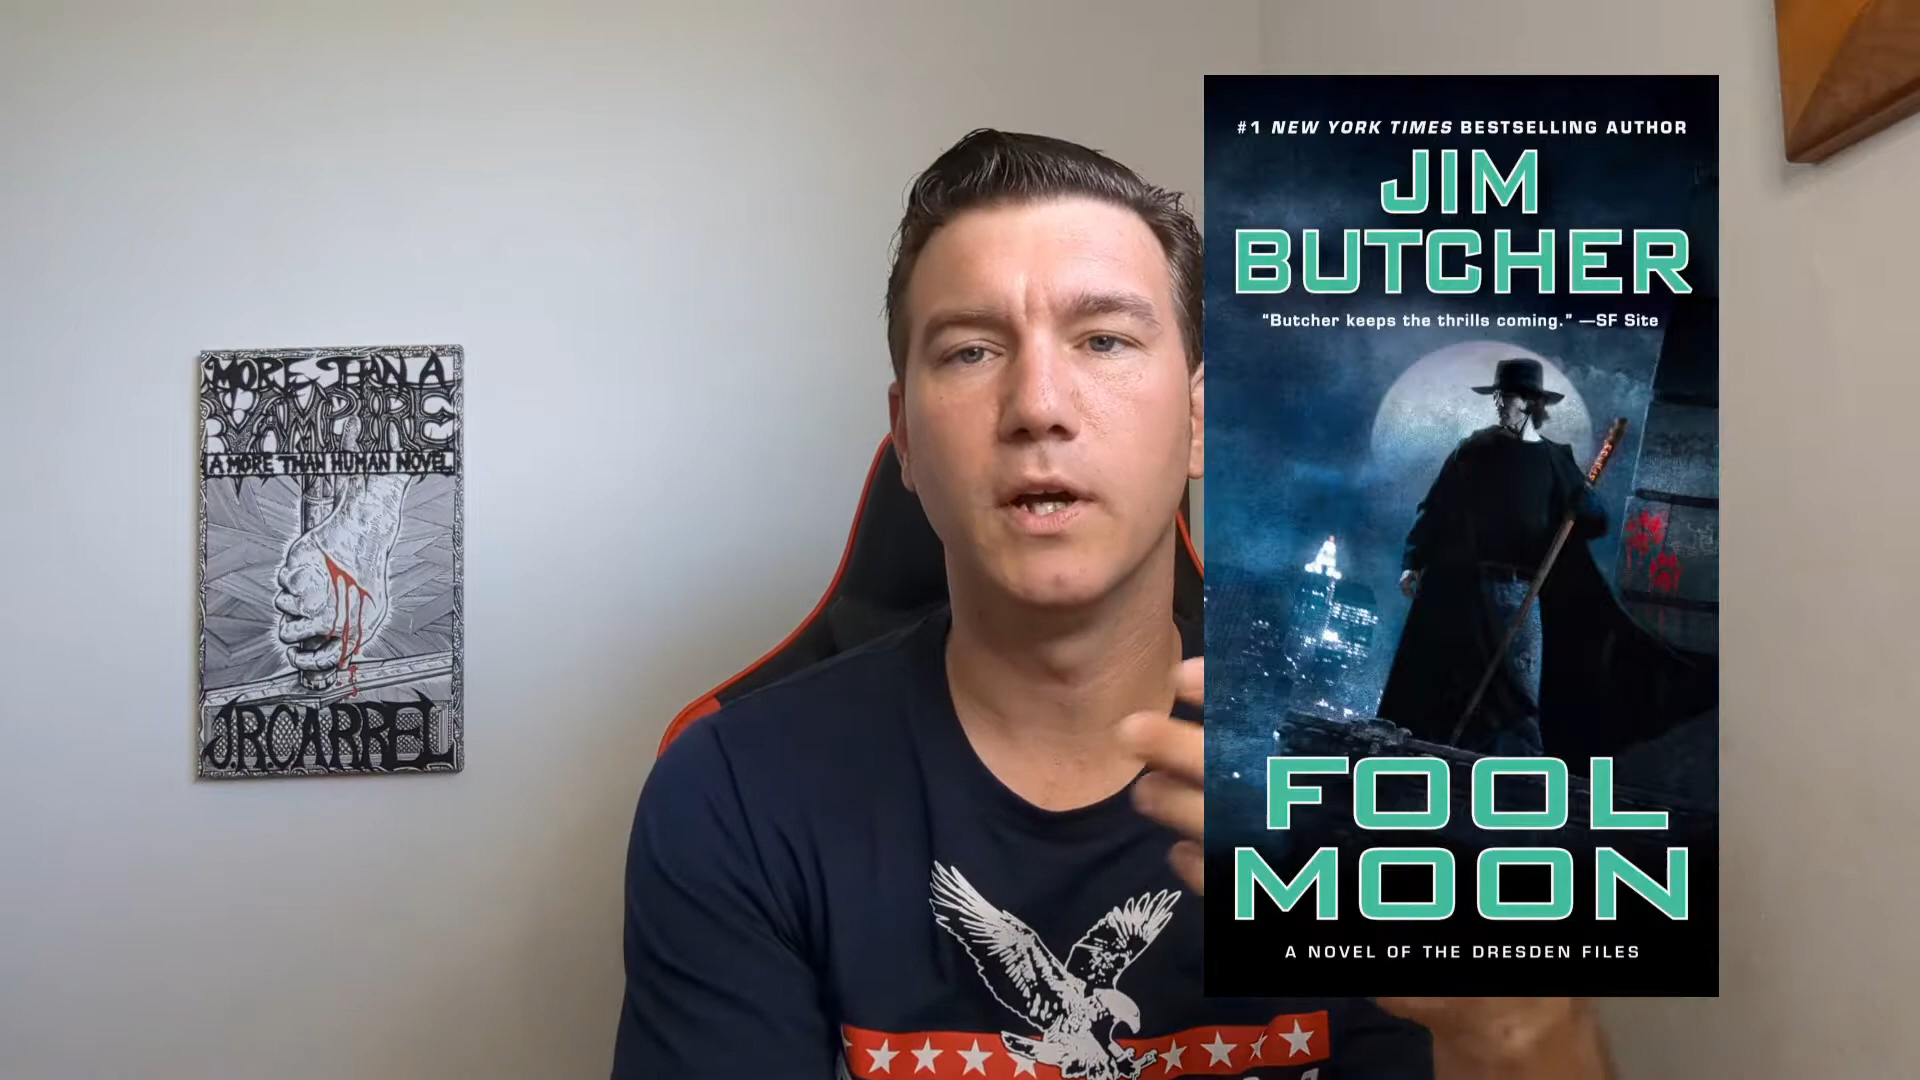 MORE THAN A
VAMPIRE
A MORE THAN HUMAN NOVEL
J.R.CARREL
#1 NEW YORK TIMES BESTSELLING AUTHOR
JIM
BUTCHER
“Butcher keeps the thrills coming.” —SF Site
FOOL
MOON
A NOVEL OF THE DRESDEN FILES